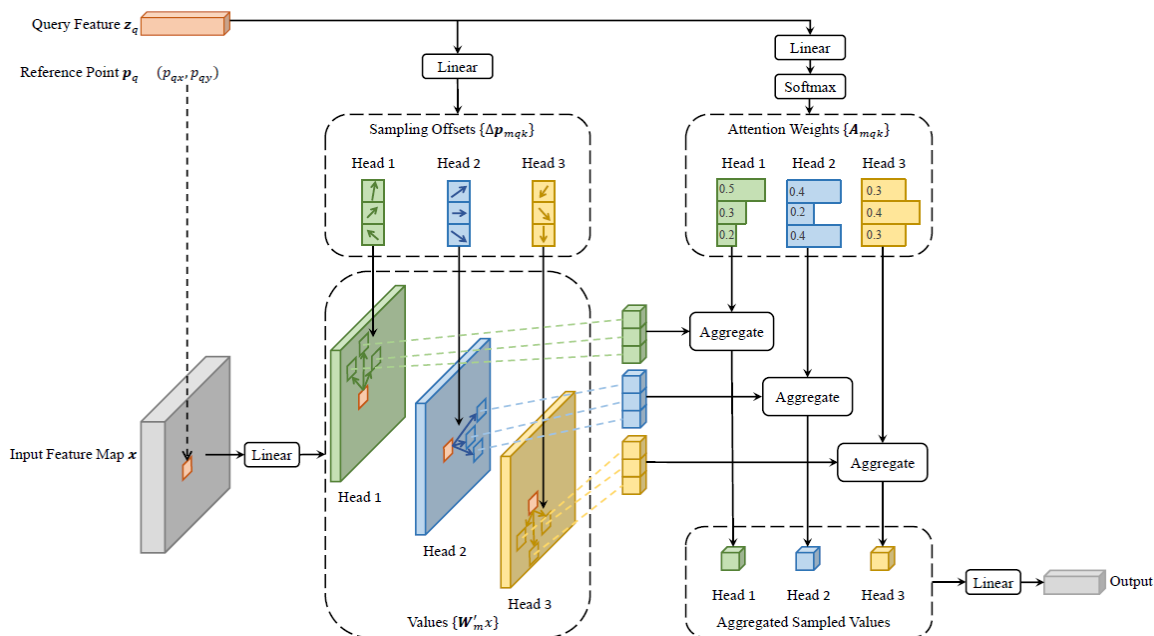 Query Feature z_q
Reference Point p_q (p_qx, p_qy)
Linear
Linear
Softmax
Sampling Offsets {Δp_mqk}
Head 1 Head 2 Head 3
Attention Weights {A_mqk}
Head 1 Head 2 Head 3
0.5 0.4 0.3
0.3 0.2 0.4
0.2 0.4 0.3
Input Feature Map x
Linear
Head 1
Head 2
Head 3
Values {W'_m x}
Aggregate
Aggregate
Aggregate
Head 1 Head 2 Head 3
Aggregated Sampled Values
Linear
Output